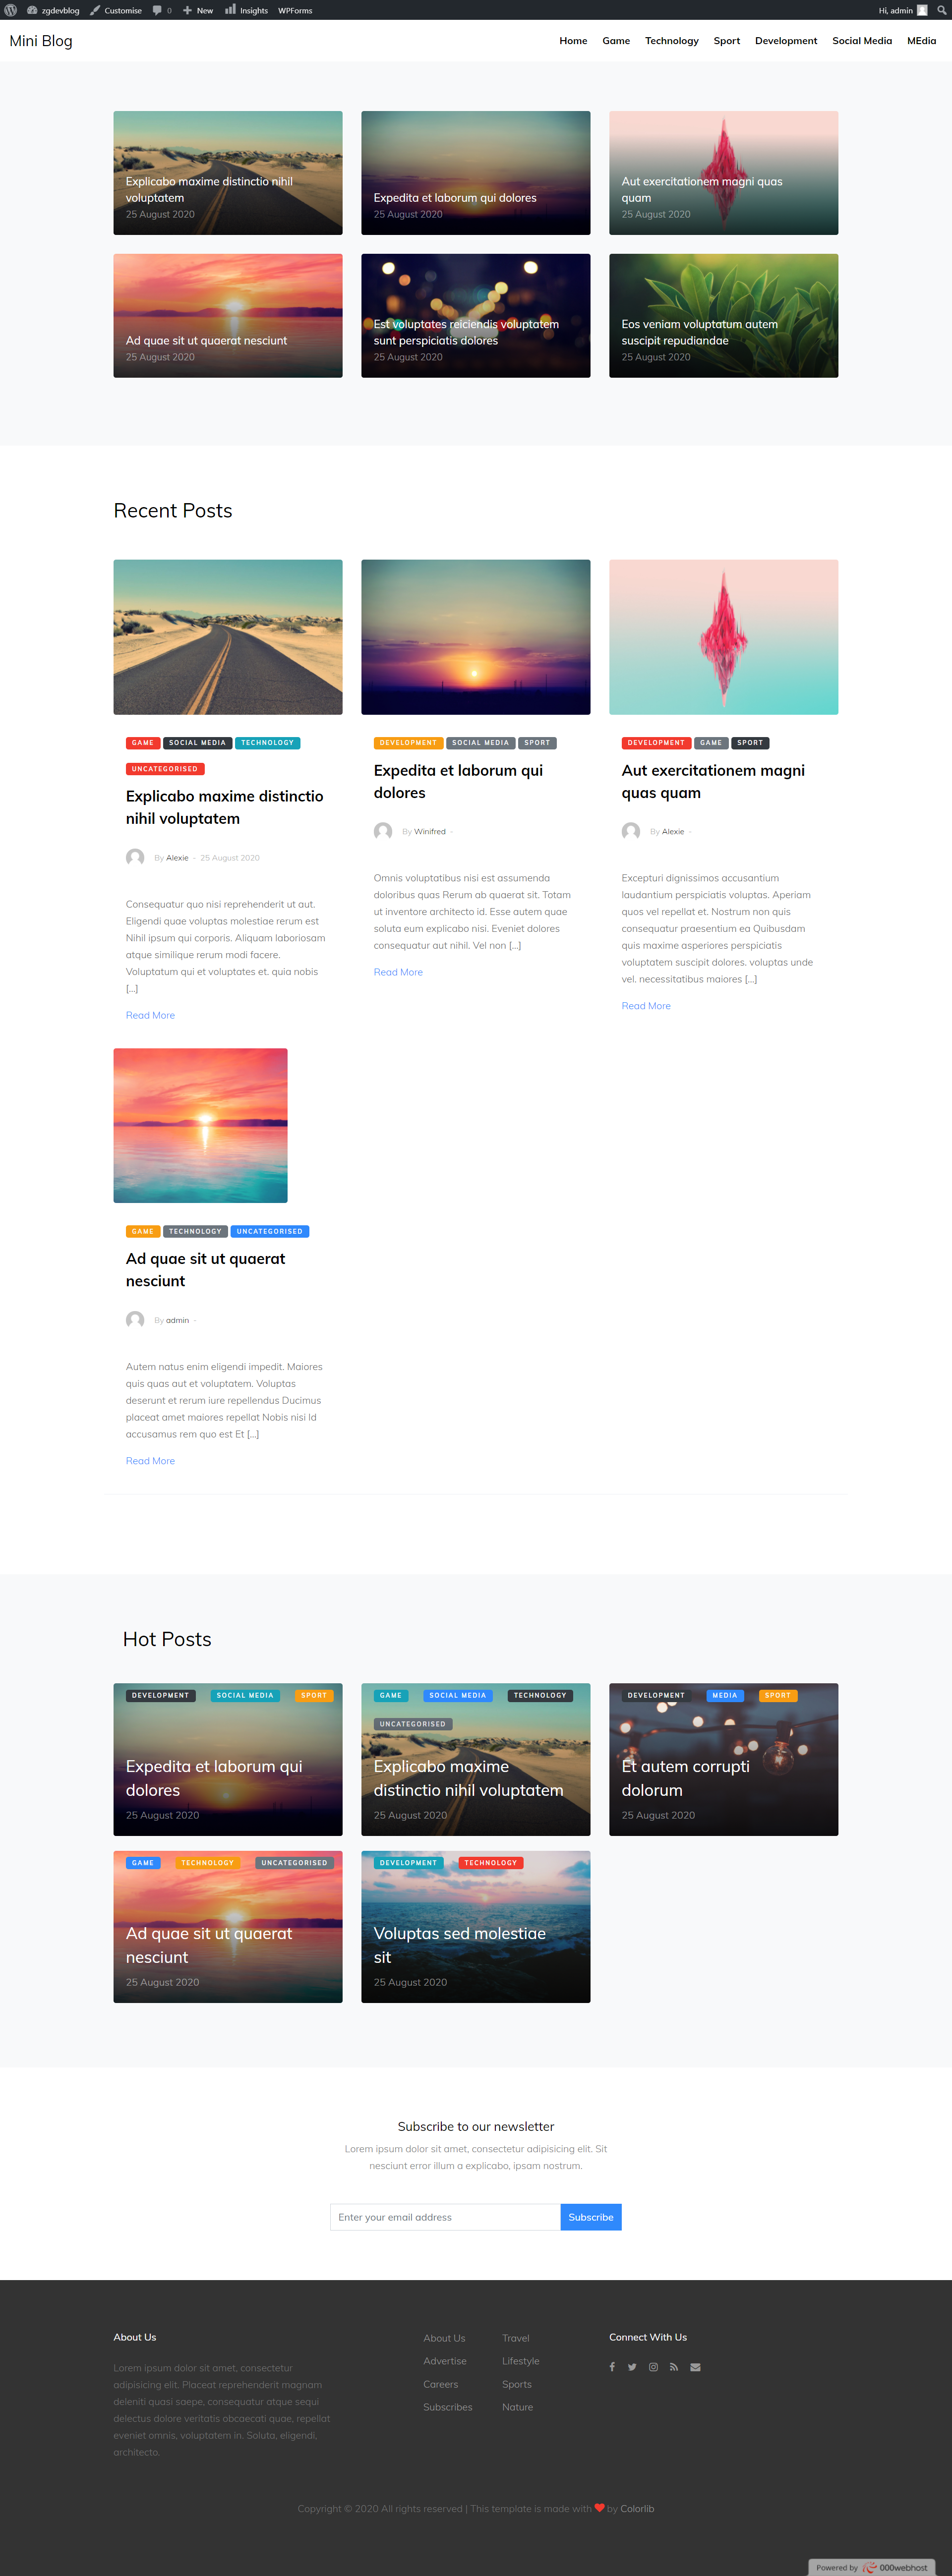 zgdevblog Customise 0 New Insights WPForms Hi, admin
Mini Blog
Home Game Technology Sport Development Social Media MEdia
Explicabo maxime distinctio nihil
voluptatem
25 August 2020
Expedita et laborum qui dolores
25 August 2020
Aut exercitationem magni quas
quam
25 August 2020
Ad quae sit ut quaerat nesciunt
25 August 2020
Est voluptates reiciendis voluptatem
sunt perspiciatis dolores
25 August 2020
Eos veniam voluptatum autem
suscipit repudiandae
25 August 2020
Recent Posts
GAME SOCIAL MEDIA TECHNOLOGY
UNCATEGORISED
Explicabo maxime distinctio
nihil voluptatem
By Alexie - 25 August 2020
Consequatur quo nisi reprehenderit ut aut.
Eligendi quae voluptas molestiae rerum est
Nihil ipsum qui corporis. Aliquam laboriosam
atque similique rerum modi facere.
Voluptatum qui et voluptates et. quia nobis
[...]
Read More
DEVELOPMENT SOCIAL MEDIA SPORT
Expedita et laborum qui
dolores
By Winifred -
Omnis voluptatibus nisi est assumenda
doloribus quas Rerum ab quaerat sit. Totam
ut inventore architecto id. Esse autem quae
soluta eum explicabo nisi. Eveniet dolores
consequatur aut nihil. Vel non [...]
Read More
DEVELOPMENT GAME SPORT
Aut exercitationem magni
quas quam
By Alexie -
Excepturi dignissimos accusantium
laudantium perspiciatis voluptas. Aperiam
quos vel repellat et. Nostrum non quis
consequatur praesentium ea Quibusdam
quis maxime asperiores perspiciatis
voluptatem suscipit dolores. voluptas unde
vel. necessitatibus maiores [...]
Read More
GAME TECHNOLOGY UNCATEGORISED
Ad quae sit ut quaerat
nesciunt
By admin -
Autem natus enim eligendi impedit. Maiores
quis quas aut et voluptatem. Voluptas
deserunt et rerum iure repellendus Ducimus
placeat amet maiores repellat Nobis nisi Id
accusamus rem quo est Et [...]
Read More
Hot Posts
DEVELOPMENT SOCIAL MEDIA SPORT
Expedita et laborum qui
dolores
25 August 2020
GAME SOCIAL MEDIA TECHNOLOGY
UNCATEGORISED
Explicabo maxime
distinctio nihil voluptatem
25 August 2020
DEVELOPMENT MEDIA SPORT
Et autem corrupti
dolorum
25 August 2020
GAME TECHNOLOGY UNCATEGORISED
Ad quae sit ut quaerat
nesciunt
25 August 2020
DEVELOPMENT TECHNOLOGY
Voluptas sed molestiae
sit
25 August 2020
Subscribe to our newsletter
Lorem ipsum dolor sit amet, consectetur adipisicing elit. Sit
nesciunt error illum a explicabo, ipsam nostrum.
Enter your email address Subscribe
About Us
Lorem ipsum dolor sit amet, consectetur
adipisicing elit. Placeat reprehenderit magnam
deleniti quasi saepe, consequatur atque sequi
delectus dolore veritatis obcaecati quae, repellat
eveniet omnis, voluptatem in. Soluta, eligendi,
architecto.
About Us
Advertise
Careers
Subscribes
Travel
Lifestyle
Sports
Nature
Connect With Us
Copyright © 2020 All rights reserved | This template is made with ❤ by Colorlib
Powered by 000webhost